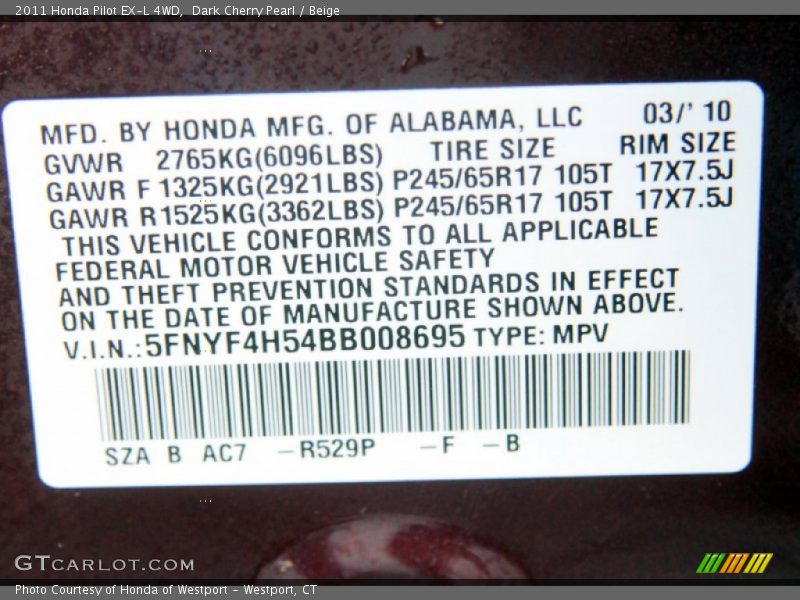 2011 Honda Pilot EX-L 4WD, Dark Cherry Pearl / Beige
MFD. BY HONDA MFG. OF ALABAMA, LLC 03/' 10
GVWR 2765KG(6096LBS) TIRE SIZE RIM SIZE
GAWR F 1325KG(2921LBS) P245/65R17 105T 17X7.5J
GAWR R 1525KG(3362LBS) P245/65R17 105T 17X7.5J
THIS VEHICLE CONFORMS TO ALL APPLICABLE
FEDERAL MOTOR VEHICLE SAFETY
AND THEFT PREVENTION STANDARDS IN EFFECT
ON THE DATE OF MANUFACTURE SHOWN ABOVE.
V.I.N.:5FNYF4H54BB008695 TYPE: MPV
SZA B AC7 -R529P -F -B
GTCARLOT.COM
Photo Courtesy of Honda of Westport - Westport, CT